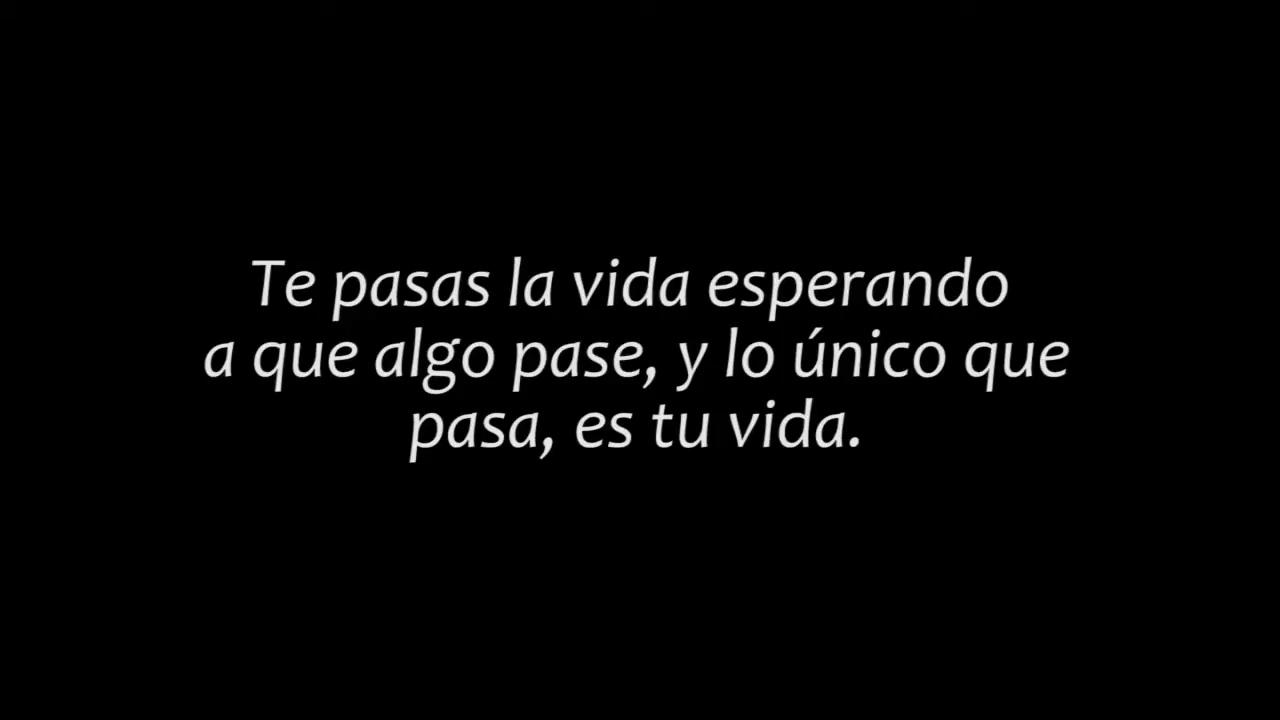 Te pasas la vida esperando
a que algo pase, y lo único que
pasa, es tu vida.